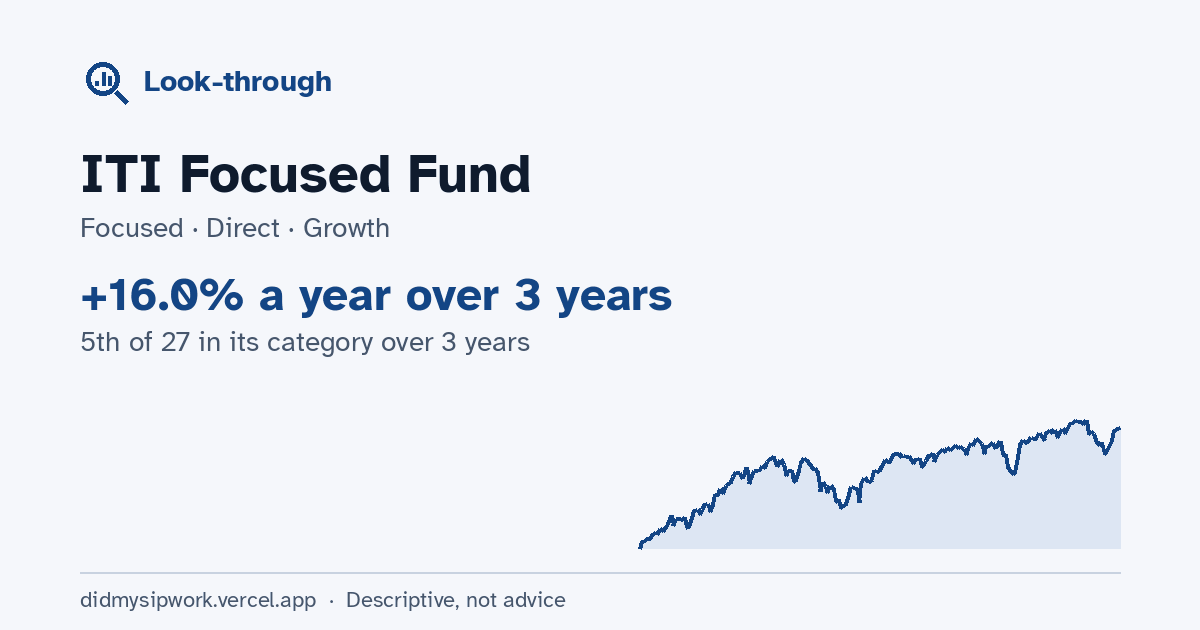 Look-through
ITI Focused Fund
Focused · Direct · Growth
+16.0% a year over 3 years
5th of 27 in its category over 3 years
didmysipwork.vercel.app · Descriptive, not advice